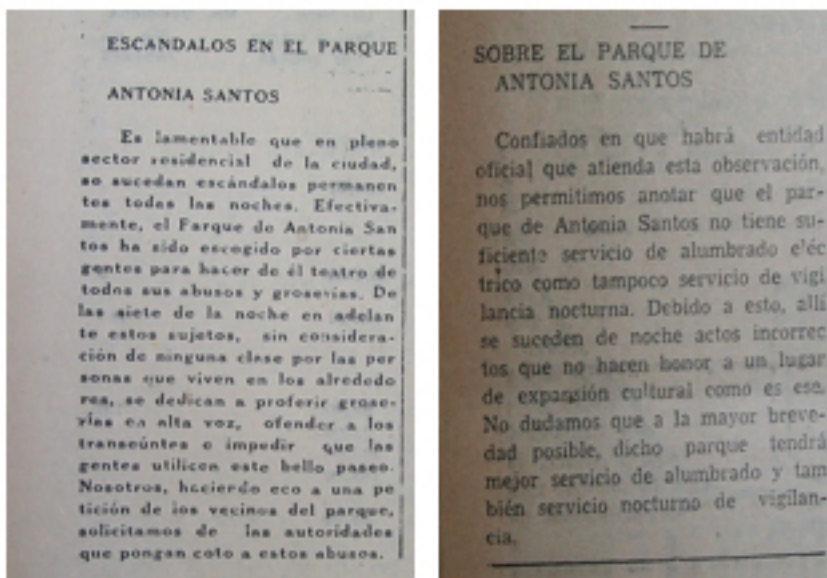 ESCANDALOS EN EL PARQUE
ANTONIA SANTOS
Es lamentable que en pleno
sector residencial de la ciudad,
se sucedan escándalos permanen
tes todas las noches. Efectiva-
mente, el Farque de Antonia San
tos ha sido escogido por ciertas
gentes para hacer de él teatro de
todos sus abusos y groserías. De
las siete de la noche en adelan
te estos sujetos, sin considera-
ción de ninguna clase por las per
sonas que viven en los alrededo
res, se dedican a proferir grose-
rías en alta voz, ofender a los
transeúntes e impedir que las
gentes utilicen este bello paseo.
Nosotros, haciendo eco a una pe
tición de los vecinos del parque,
solicitamos de las autoridades
que pongan coto a estos abusos.
SOBRE EL PARQUE DE
ANTONIA SANTOS
Confiados en que habrá entidad
oficial que atienda esta observación,
nos permitimos anotar que el par-
que de Antonia Santos no tiene su-
ficiente servicio de alumbrado e'éc
trico como tampoco servicio de vigi
lancia nocturna. Debido a esto, allí
se suceden de noche actos incorrec
tos que no hacen honor a un lugar
de expansión cultural como es ese.
No dudamos que a la mayor breve-
dad posible, dicho parque tendrá
mejor servicio de alumbrado y tam
bién servicio nocturno de vigilan-
cia.